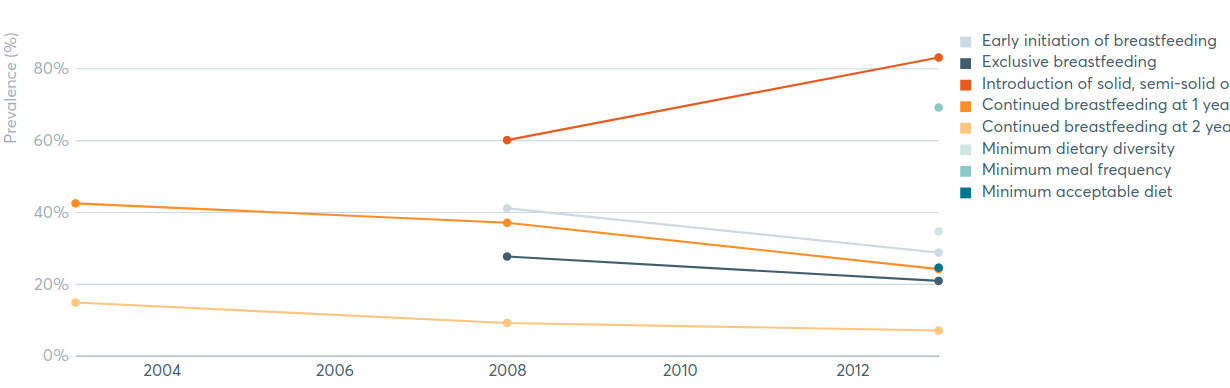 Prevalence (%)
80%
60%
40%
20%
0%
2004
2006
2008
2010
2012
Early initiation of breastfeeding
Exclusive breastfeeding
Introduction of solid, semi-solid o
Continued breastfeeding at 1 yea
Continued breastfeeding at 2 yea
Minimum dietary diversity
Minimum meal frequency
Minimum acceptable diet